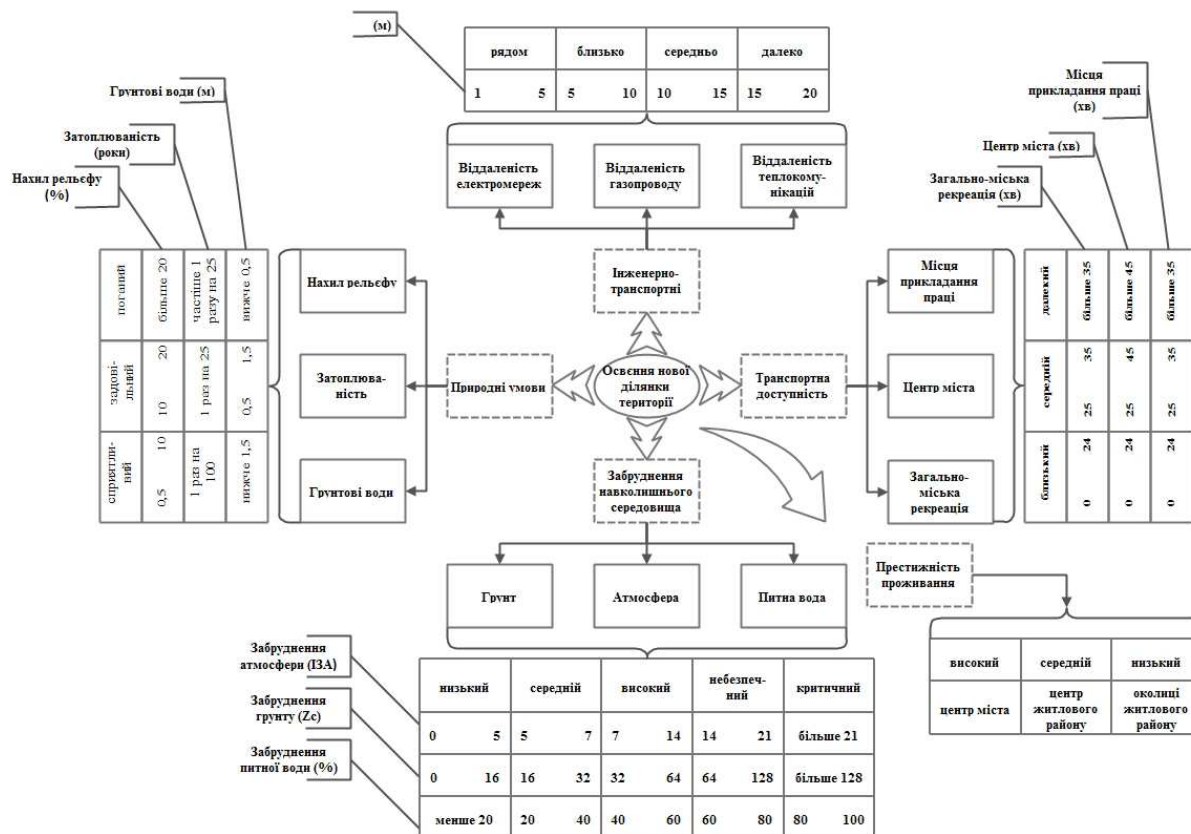 (м)
рядом близько середньо далеко
1 5 5 10 10 15 15 20
Грунтові води (м)
Затоплюваність
(роки)
Нахил рельєфу
(%)
Місця
прикладання праці
(хв)
Центр міста (хв)
Загально-міська
рекреація (хв)
Віддаленість
електромереж
Віддаленість
газопроводу
Віддаленість
теплокому-
нікацій
поганий
більше 20
частіше 1
разу на 25
вижче 0,5
задові-
льний
10 20
1 раз на 25
0,5 1,5
сприятли-
вий
0,5 10
1 раз на
100
нижче 1,5
Нахил рельєфу
Затоплюва-
ність
Грунтові води
Природні умови
Інженерно-
транспортні
Освєння нової
ділянки
території
Транспортна
доступність
Забруднення
навколишнього
середовища
Місця
прикладання
праці
Центр міста
Загально-
міська
рекреація
далекий
більше 35
більше 45
більше 35
середній
25 35
25 45
25 35
близький
0 24
0 24
0 24
Престижність
проживання
високий середній низький
центр міста
центр
житлового
району
околиці
житлового
району
Грунт
Атмосфера
Питна вода
Забруднення
атмосфери (ІЗА)
Забруднення
грунту (Zc)
Забруднення
питної води (%)
низький середній високий
небезпеч-
ний
критичний
0 5 5 7 7 14 14 21 більше 21
0 16 16 32 32 64 64 128 більше 128
менше 20 20 40 40 60 60 80 80 100